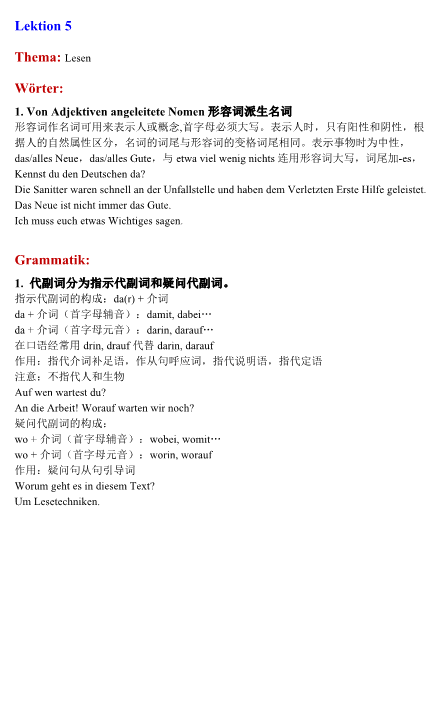 Lektion 5
Thema: Lesen
Wörter:
1. Von Adjektiven angeleitete Nomen 形容词派生名词
形容词作名词可用来表示人或概念,首字母必须大写。表示人时，只有阳性和阴性，根
据人的自然属性区分，名词的词尾与形容词的变格词尾相同。表示事物时为中性，
das/alles Neue，das/alles Gute，与 etwa viel wenig nichts 连用形容词大写，词尾加-es，
Kennst du den Deutschen da?
Die Sanitter waren schnell an der Unfallstelle und haben dem Verletzten Erste Hilfe geleistet.
Das Neue ist nicht immer das Gute.
Ich muss euch etwas Wichtiges sagen.
Grammatik:
1. 代副词分为指示代副词和疑问代副词。
指示代副词的构成：da(r) + 介词
da + 介词（首字母辅音）：damit, dabei…
da + 介词（首字母元音）：darin, darauf…
在口语经常用 drin, drauf 代替 darin, darauf
作用：指代介词补足语，作从句呼应词，指代说明语，指代定语
注意：不指代人和生物
Auf wen wartest du?
An die Arbeit! Worauf warten wir noch?
疑问代副词的构成：
wo + 介词（首字母辅音）：wobei, womit…
wo + 介词（首字母元音）：worin, worauf
作用：疑问句从句引导词
Worum geht es in diesem Text?
Um Lesetechniken.